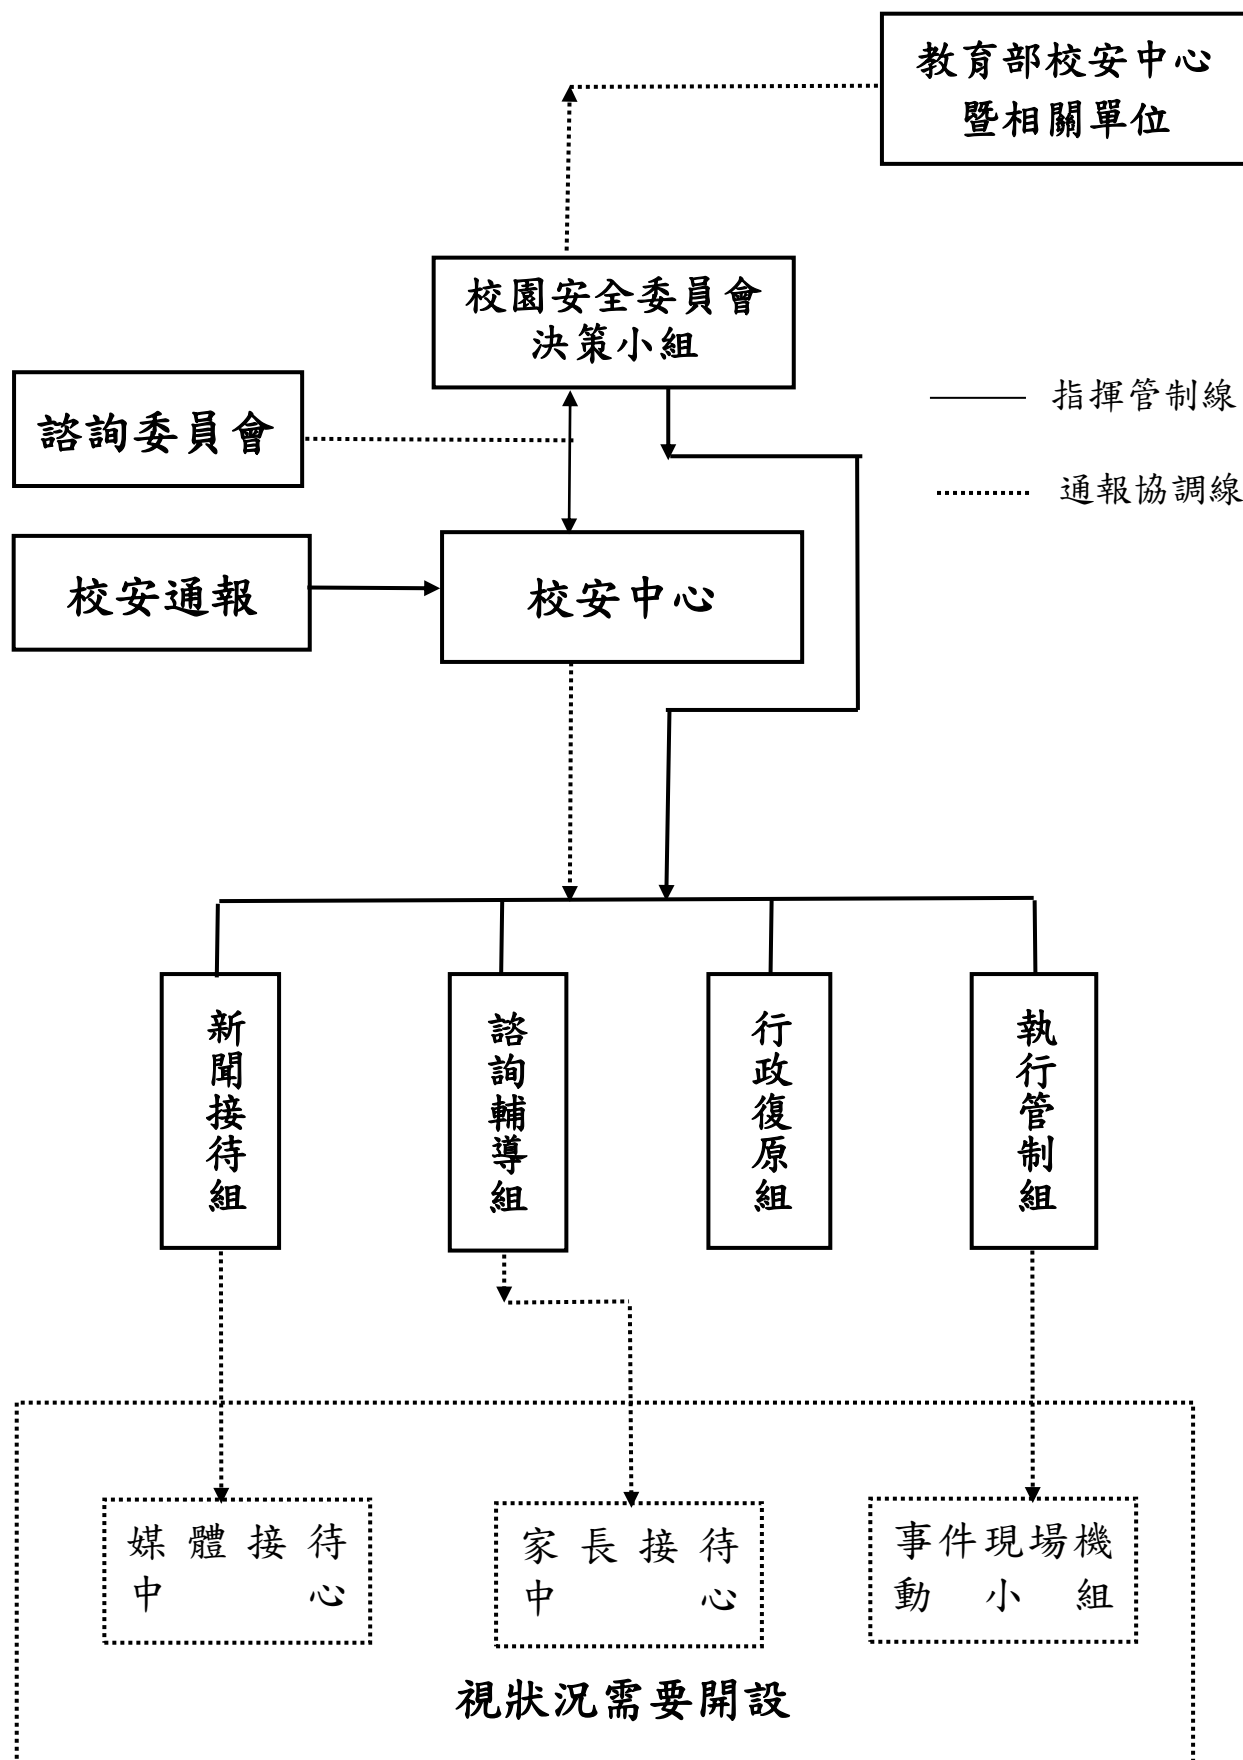 教育部校安中心
暨相關單位
校園安全委員會
決策小組
指揮管制線
諮詢委員會
通報協調線
校安通報
校安中心
新聞接待組
諮詢輔導組
行政復原組
執行管制組
媒體接待
中心
家長接待
中心
事件現場機
動小組
視狀況需要開設